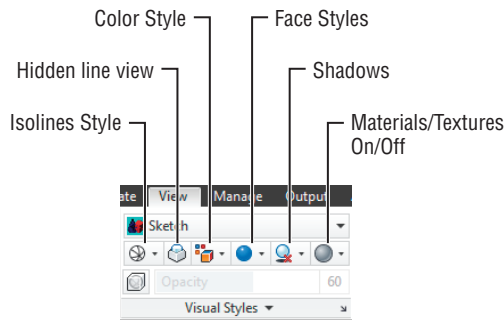 Color Style
Face Styles
Hidden line view
Shadows
Isolines Style
Materials/Textures
On/Off
ate View Manage Output
Sketch
Opacity 60
Visual Styles